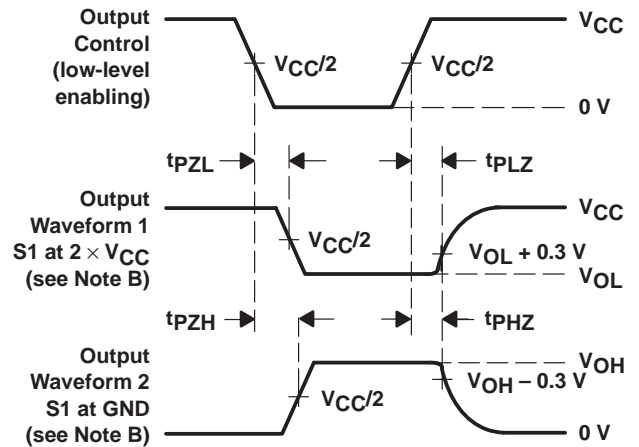 Output
Control
(low-level
enabling)
VCC
VCC/2
VCC/2
0 V
tPZL
tPLZ
Output
Waveform 1
S1 at 2 × VCC
(see Note B)
VCC
VCC/2
VOL + 0.3 V
VOL
tPZH
tPHZ
Output
Waveform 2
S1 at GND
(see Note B)
VOH
VCC/2
VOH − 0.3 V
0 V